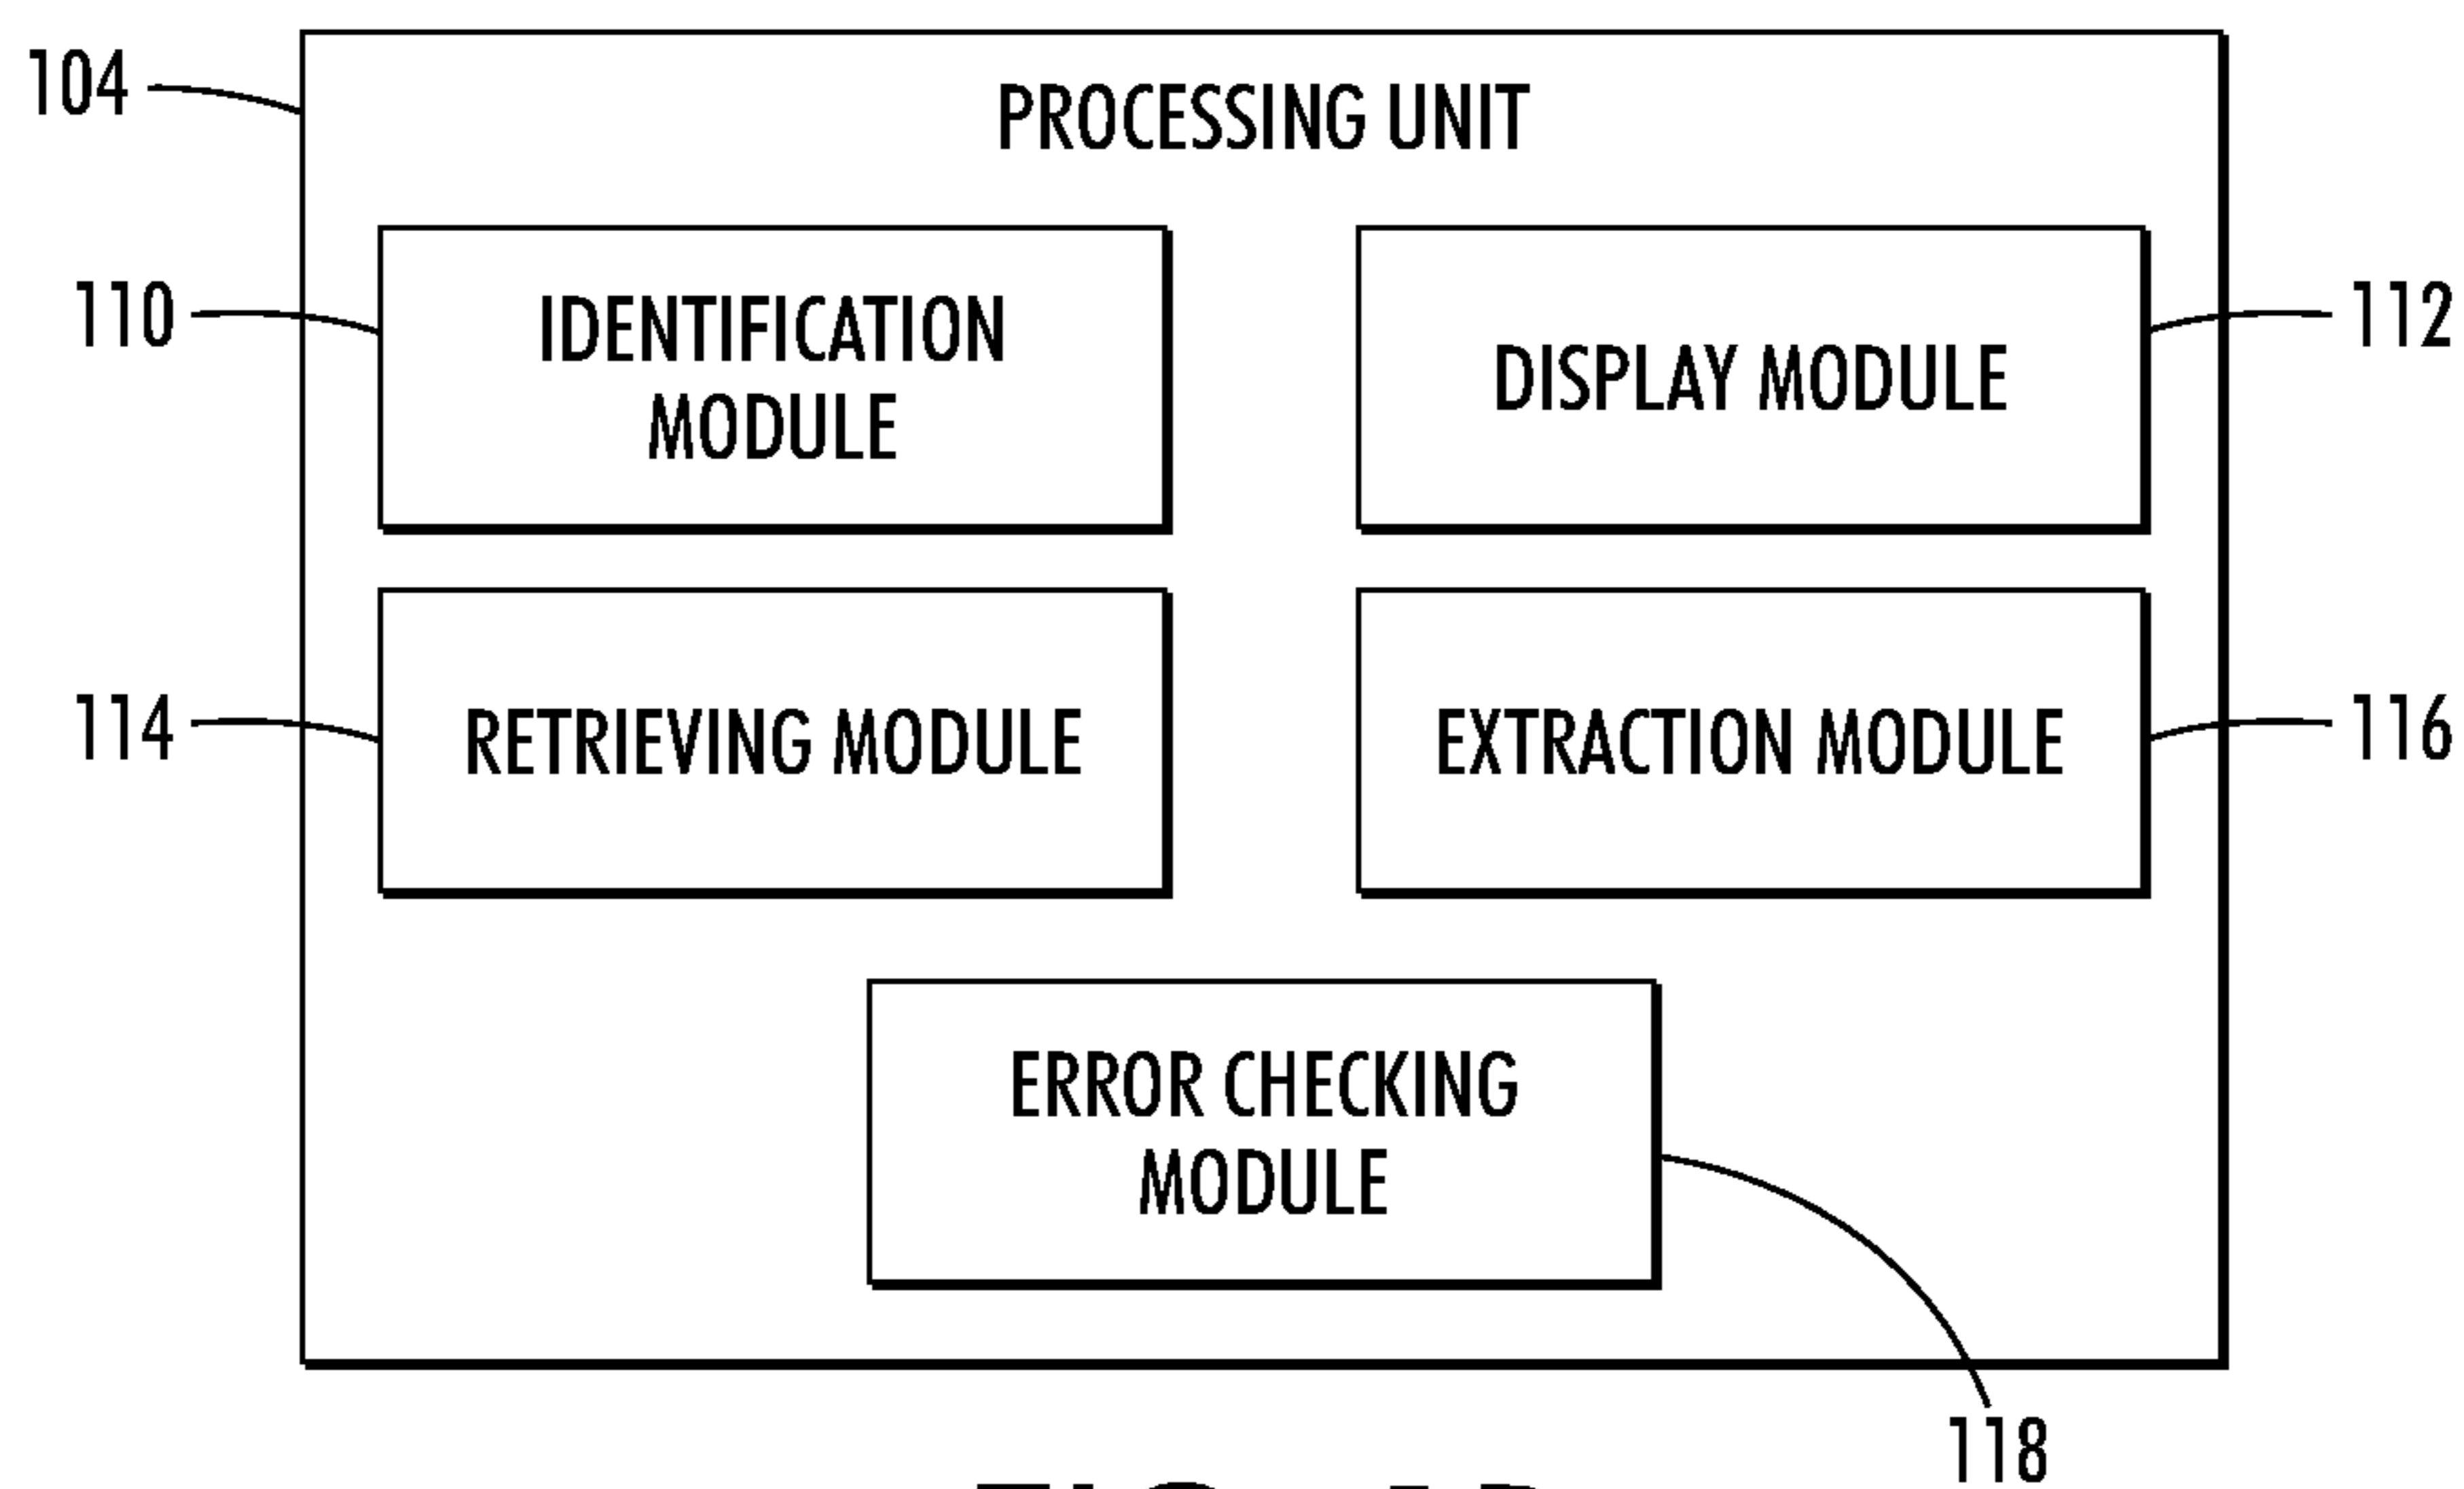 104
PROCESSING UNIT
110
IDENTIFICATION
MODULE
DISPLAY MODULE
112
114
RETRIEVING MODULE
EXTRACTION MODULE
116
ERROR CHECKING
MODULE
118